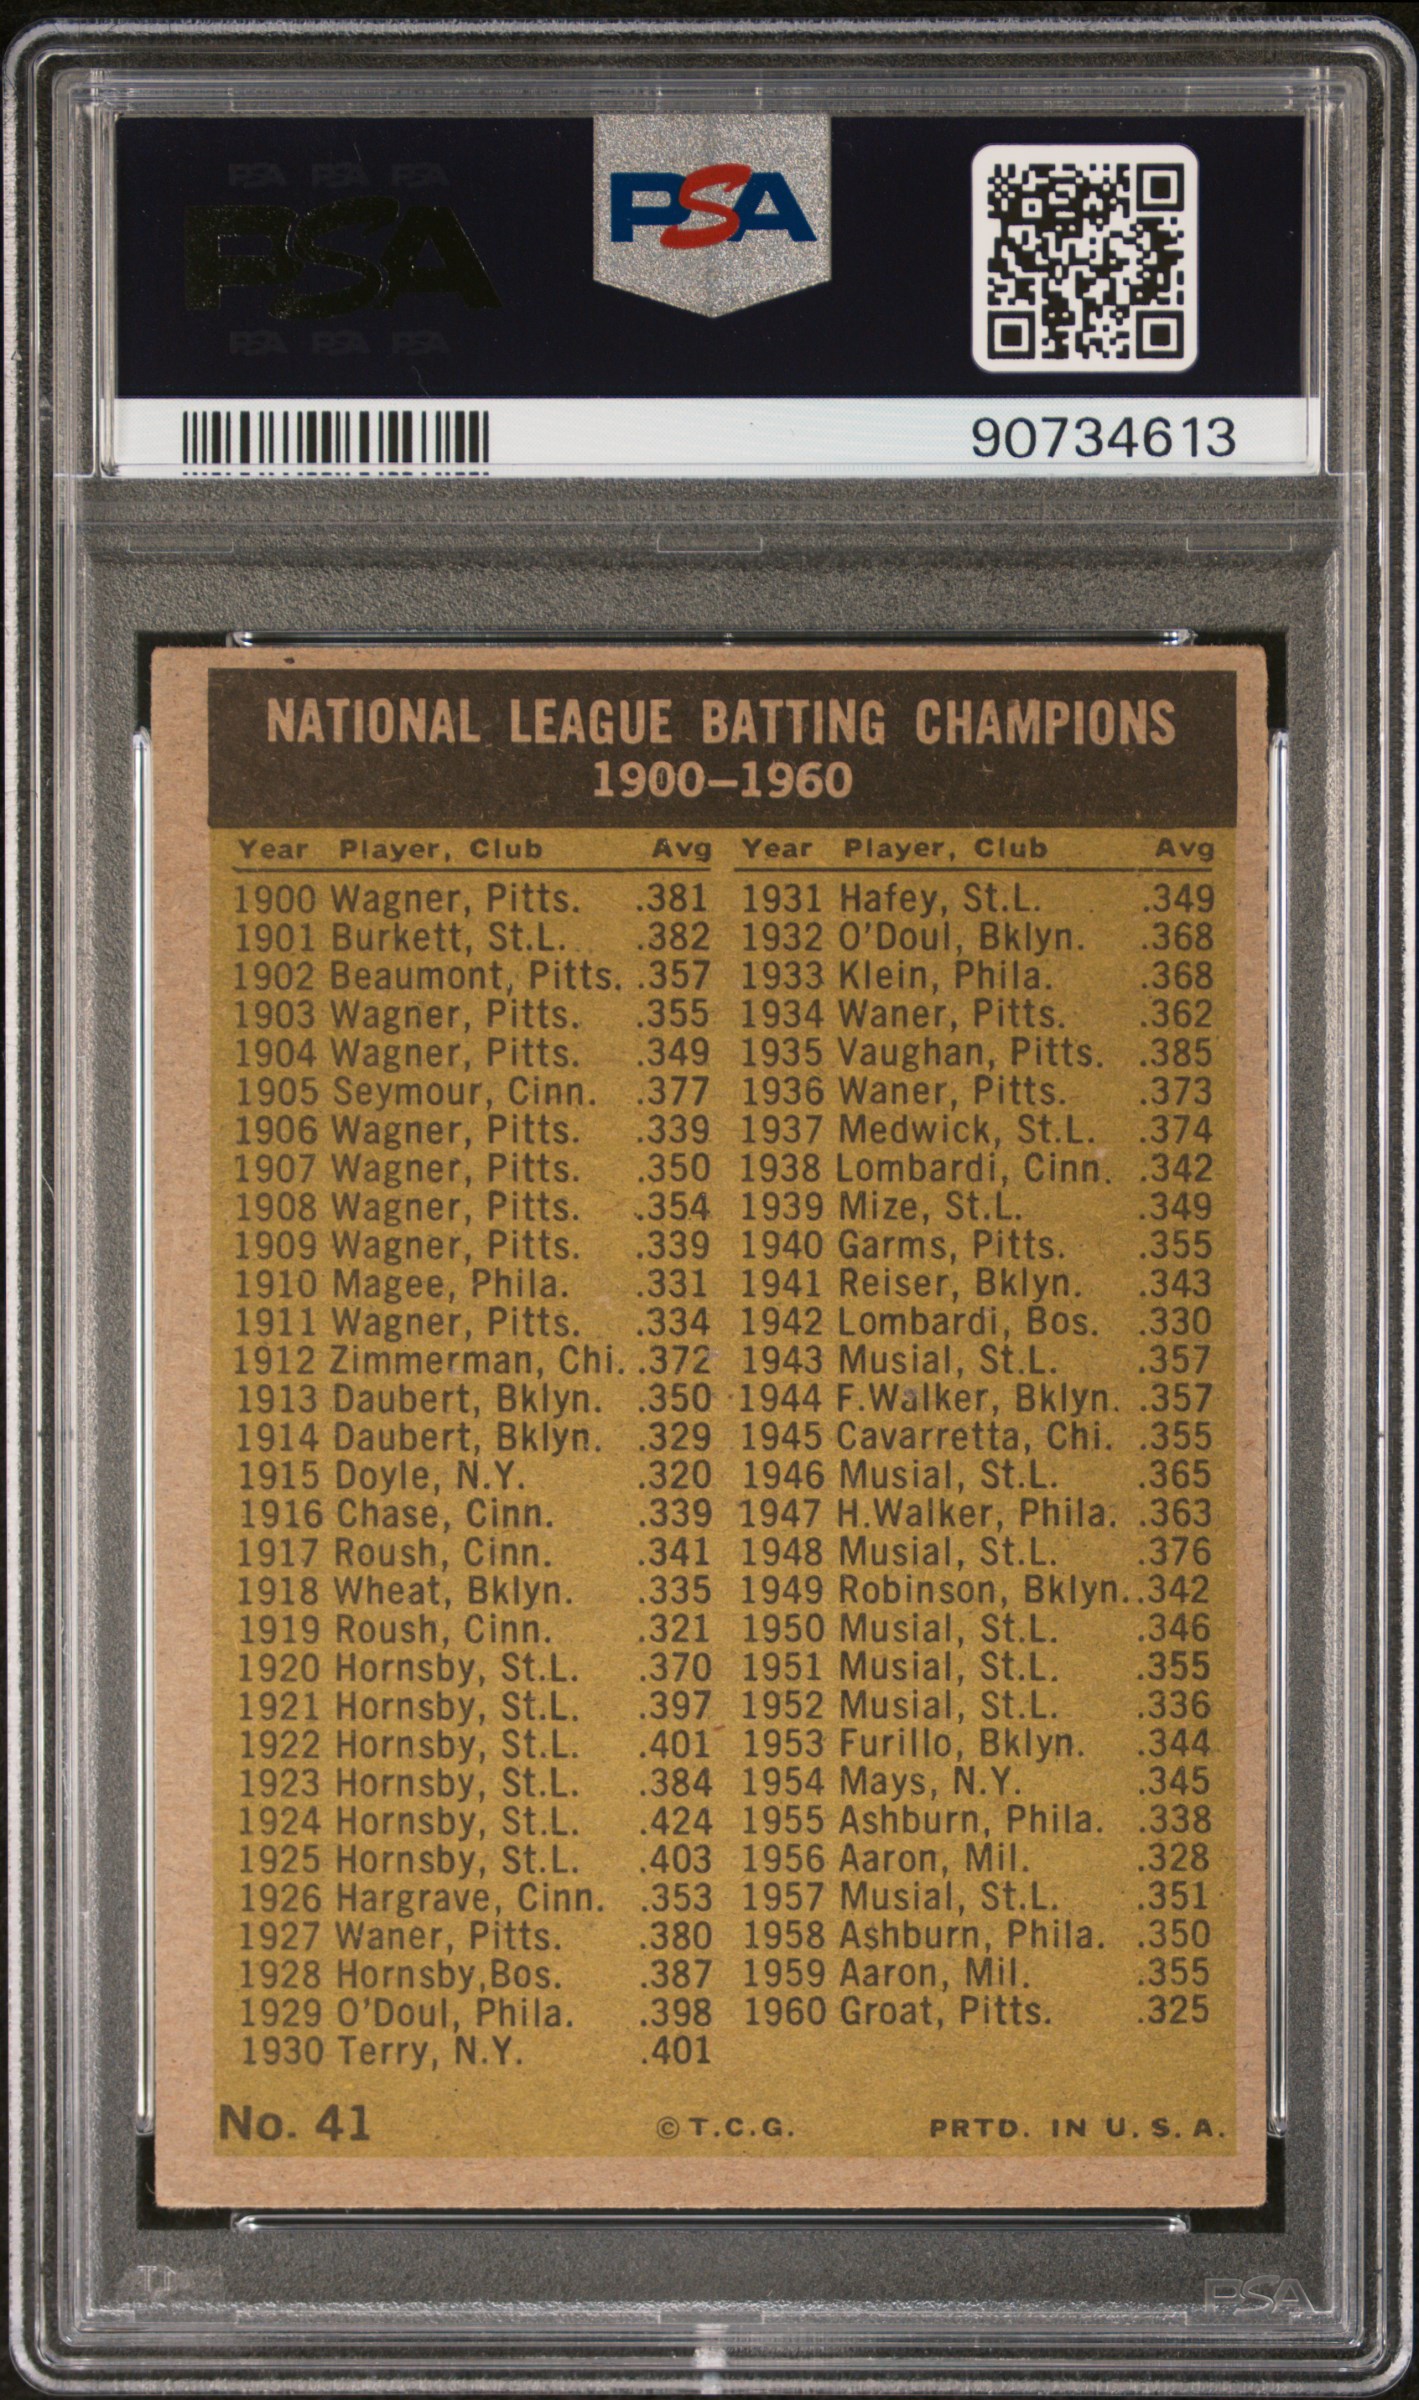 PSA PSA PSA
PSA
PSA PSA PSA
PSA
90734613
NATIONAL LEAGUE BATTING CHAMPIONS
1900–1960
Year Player, Club Avg Year Player, Club Avg
1900 Wagner, Pitts. .381 1931 Hafey, St.L. .349
1901 Burkett, St.L. .382 1932 O'Doul, Bklyn. .368
1902 Beaumont, Pitts. .357 1933 Klein, Phila. .368
1903 Wagner, Pitts. .355 1934 Waner, Pitts. .362
1904 Wagner, Pitts. .349 1935 Vaughan, Pitts. .385
1905 Seymour, Cinn. .377 1936 Waner, Pitts. .373
1906 Wagner, Pitts. .339 1937 Medwick, St.L. .374
1907 Wagner, Pitts. .350 1938 Lombardi, Cinn. .342
1908 Wagner, Pitts. .354 1939 Mize, St.L. .349
1909 Wagner, Pitts. .339 1940 Garms, Pitts. .355
1910 Magee, Phila. .331 1941 Reiser, Bklyn. .343
1911 Wagner, Pitts. .334 1942 Lombardi, Bos. .330
1912 Zimmerman, Chi. .372 1943 Musial, St.L. .357
1913 Daubert, Bklyn. .350 1944 F.Walker, Bklyn. .357
1914 Daubert, Bklyn. .329 1945 Cavarretta, Chi. .355
1915 Doyle, N.Y. .320 1946 Musial, St.L. .365
1916 Chase, Cinn. .339 1947 H.Walker, Phila. .363
1917 Roush, Cinn. .341 1948 Musial, St.L. .376
1918 Wheat, Bklyn. .335 1949 Robinson, Bklyn. .342
1919 Roush, Cinn. .321 1950 Musial, St.L. .346
1920 Hornsby, St.L. .370 1951 Musial, St.L. .355
1921 Hornsby, St.L. .397 1952 Musial, St.L. .336
1922 Hornsby, St.L. .401 1953 Furillo, Bklyn. .344
1923 Hornsby, St.L. .384 1954 Mays, N.Y. .345
1924 Hornsby, St.L. .424 1955 Ashburn, Phila. .338
1925 Hornsby, St.L. .403 1956 Aaron, Mil. .328
1926 Hargrave, Cinn. .353 1957 Musial, St.L. .351
1927 Waner, Pitts. .380 1958 Ashburn, Phila. .350
1928 Hornsby,Bos. .387 1959 Aaron, Mil. .355
1929 O'Doul, Phila. .398 1960 Groat, Pitts. .325
1930 Terry, N.Y. .401
No. 41 © T.C.G. PRTD. IN U.S.A.
PSA